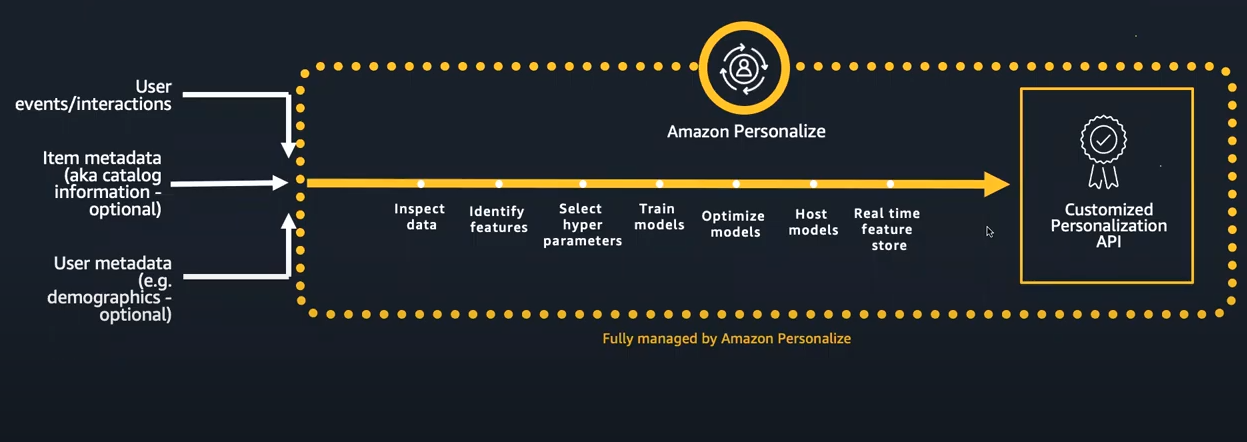 User
events/interactions
Item metadata
(aka catalog
information -
optional)
User metadata
(e.g.
demographics -
optional)
Amazon Personalize
Inspect
data
Identify
features
Select
hyper
parameters
Train
models
Optimize
models
Host
models
Real time
feature
store
Customized
Personalization
API
Fully managed by Amazon Personalize